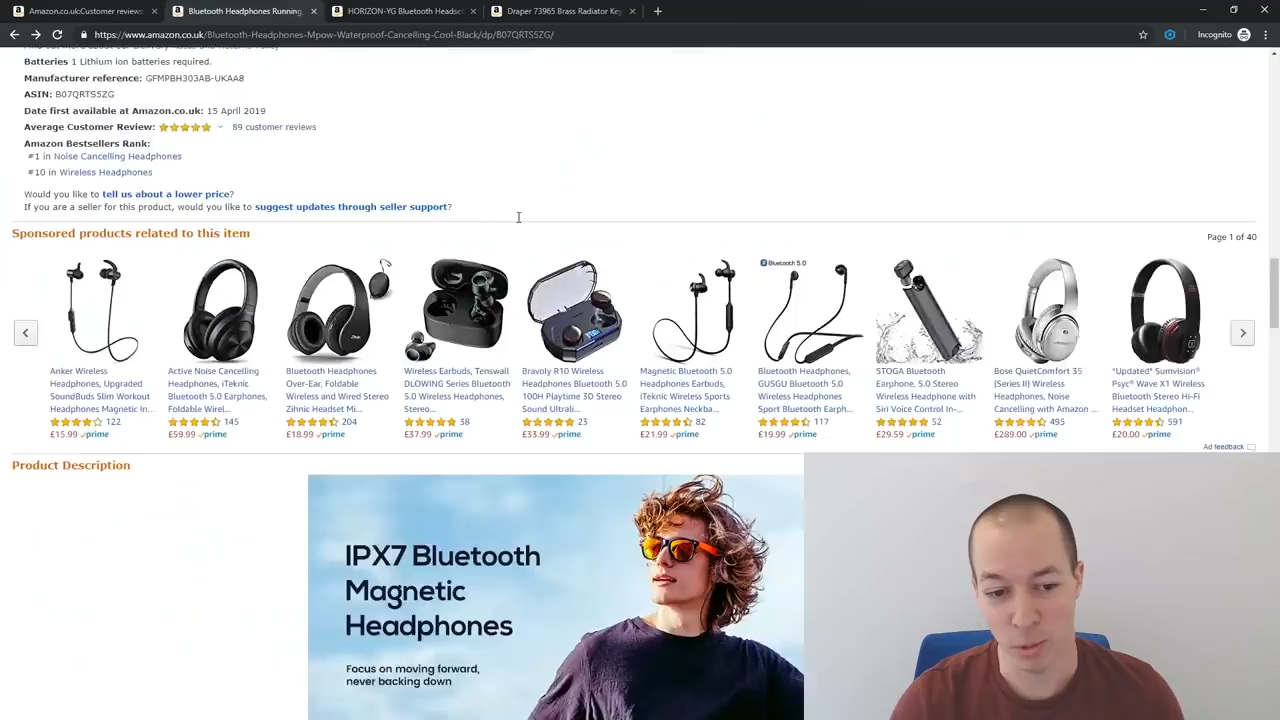 Amazon.co.uk:Customer reviews
Bluetooth Headphones Running,
HORIZON-YG Bluetooth Headset
Draper 73965 Brass Radiator Key
https://www.amazon.co.uk/Bluetooth-Headphones-Mpow-Waterproof-Cancelling-Cool-Black/dp/B07QRTS5ZG/
Incognito
Batteries 1 Lithium ion batteries required.
Manufacturer reference: GFMPBH303AB-UKAA8
ASIN: B07QRTS5ZG
Date first available at Amazon.co.uk: 15 April 2019
Average Customer Review: 89 customer reviews
Amazon Bestsellers Rank:
#1 in Noise Cancelling Headphones
#10 in Wireless Headphones
Would you like to tell us about a lower price?
If you are a seller for this product, would you like to suggest updates through seller support?
Sponsored products related to this item
Page 1 of 40
Bluetooth 5.0
Anker Wireless
Headphones, Upgraded
SoundBuds Slim Workout
Headphones Magnetic In...
122
£15.99 prime
Active Noise Cancelling
Headphones, iTeknic
Bluetooth 5.0 Earphones,
Foldable Wirel...
145
£59.99 prime
Bluetooth Headphones
Over-Ear, Foldable
Wireless and Wired Stereo
Zihnic Headset Mi...
204
£18.99 prime
Wireless Earbuds, Tenswall
DLOWING Series Bluetooth
5.0 Wireless Headphones,
Stereo...
38
£37.99 prime
Bravoly R10 Wireless
Headphones Bluetooth 5.0
100H Playtime 3D Stereo
Sound Ultrali...
23
£33.99 prime
Magnetic Bluetooth 5.0
Headphones Earbuds,
iTeknic Wireless Sports
Earphones Neckba...
82
£21.99 prime
Bluetooth Headphones,
GUSGU Bluetooth 5.0
Wireless Headphones
Sport Bluetooth Earph...
117
£19.99 prime
STOGA Bluetooth
Earphone, 5.0 Stereo
Wireless Headphone with
Siri Voice Control In-...
52
£29.59 prime
Bose QuietComfort 35
(Series II) Wireless
Headphones, Noise
Cancelling with Amazon ...
495
£289.00 prime
*Updated* Sumvision®
Psyc® Wave X1 Wireless
Bluetooth Stereo Hi-Fi
Headset Headphon...
591
£20.00 prime
Ad feedback
Product Description
IPX7 Bluetooth
Magnetic
Headphones
Focus on moving forward,
never backing down